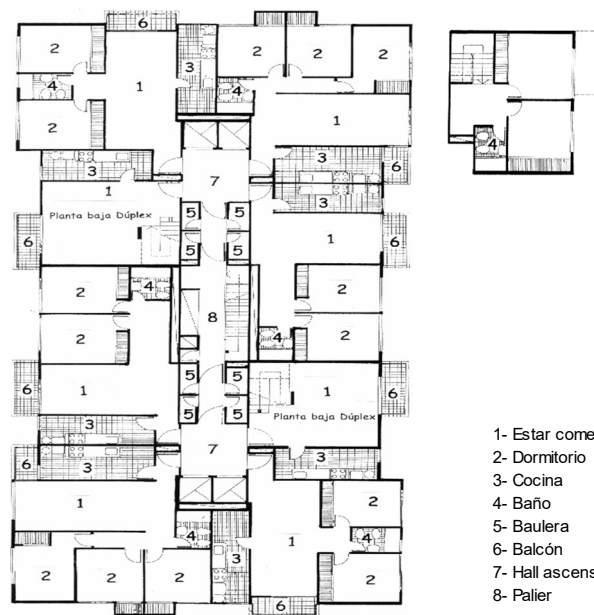 6
2 2 2 2
3
4 1 4
2 1
4
3
3 6
7
1
3
5 5
Planta baja Dúplex
1 6
6 5 5
2 4 2
8
2 4 2
5 5
6 1 1 6
5 5
Planta baja Dúplex
3
7 3
6 3
1 2
4 1 4
3
2 2 2 2
6
1- Estar come
2- Dormitorio
3- Cocina
4- Baño
5- Baulera
6- Balcón
7- Hall ascens
8- Palier